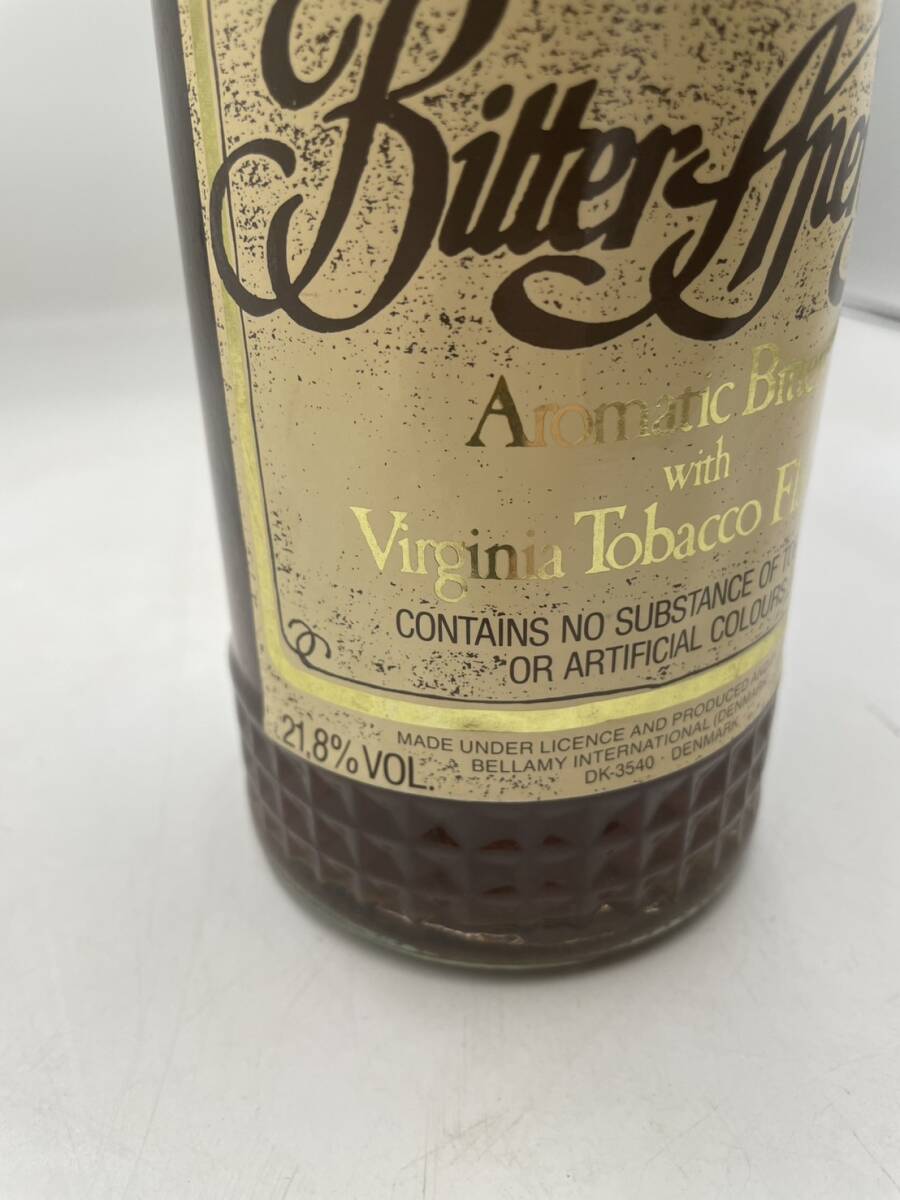 Bitter
Aromatic
with
Virginia Tobacco
CONTAINS NO SUBSTANCE OF
OR ARTIFICIAL COLOURS
MADE UNDER LICENCE AND PRODUCED
BELLAMY INTERNATIONAL (DENMARK
DK-3540 · DENMARK
21,8% VOL.